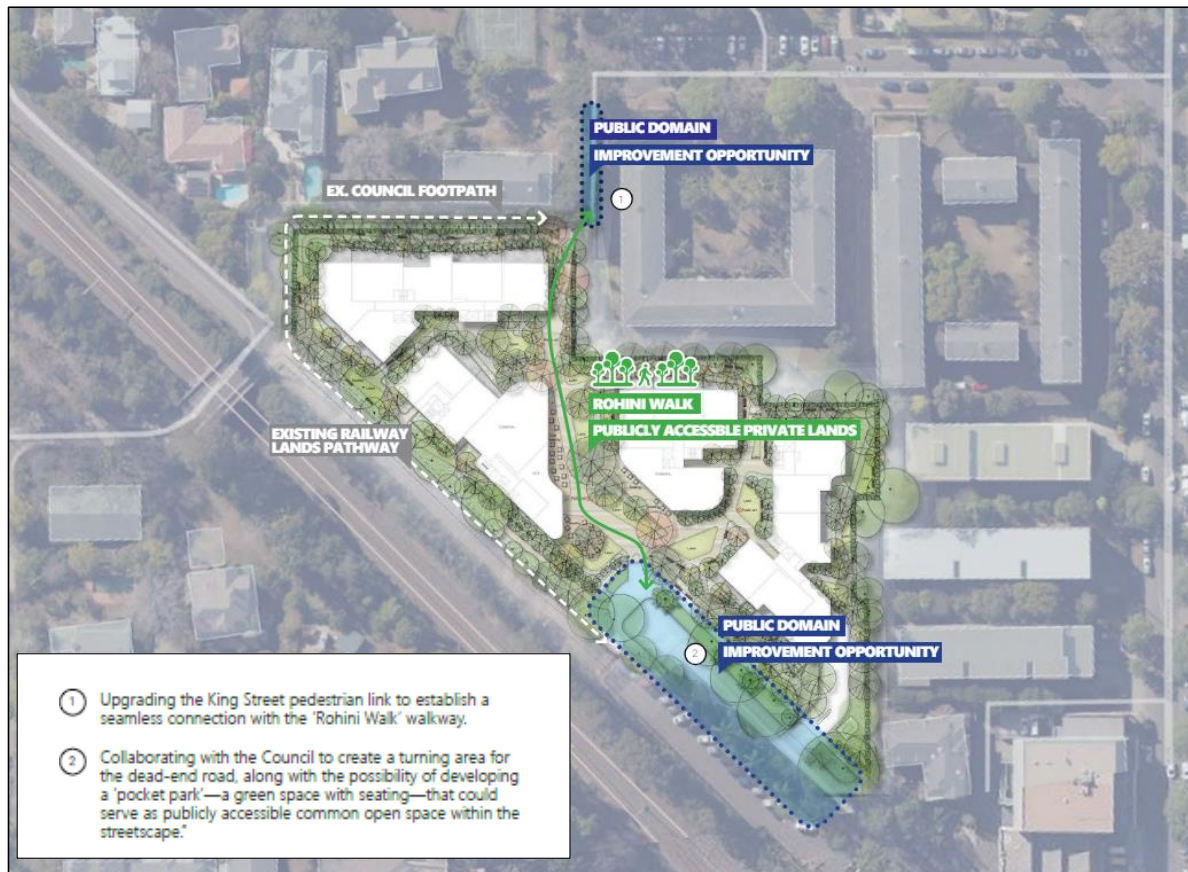 PUBLIC DOMAIN
IMPROVEMENT OPPORTUNITY
1
EX. COUNCIL FOOTPATH
ROHINI WALK
PUBLICLY ACCESSBLE PRIVATE LANDS
EXISTING RAILWAY
LANDS PATHWAY
PUBLIC DOMAIN
2
IMPROVEMENT OPPORTUNITY
1 Upgrading the King Street pedestrian link to establish a
seamless connection with the 'Rohini Walk' walkway.
2 Collaborating with the Council to create a turning area for
the dead-end road, along with the possibility of developing
a 'pocket park'—a green space with seating—that could
serve as publicly accessible common open space within the
streetscape."